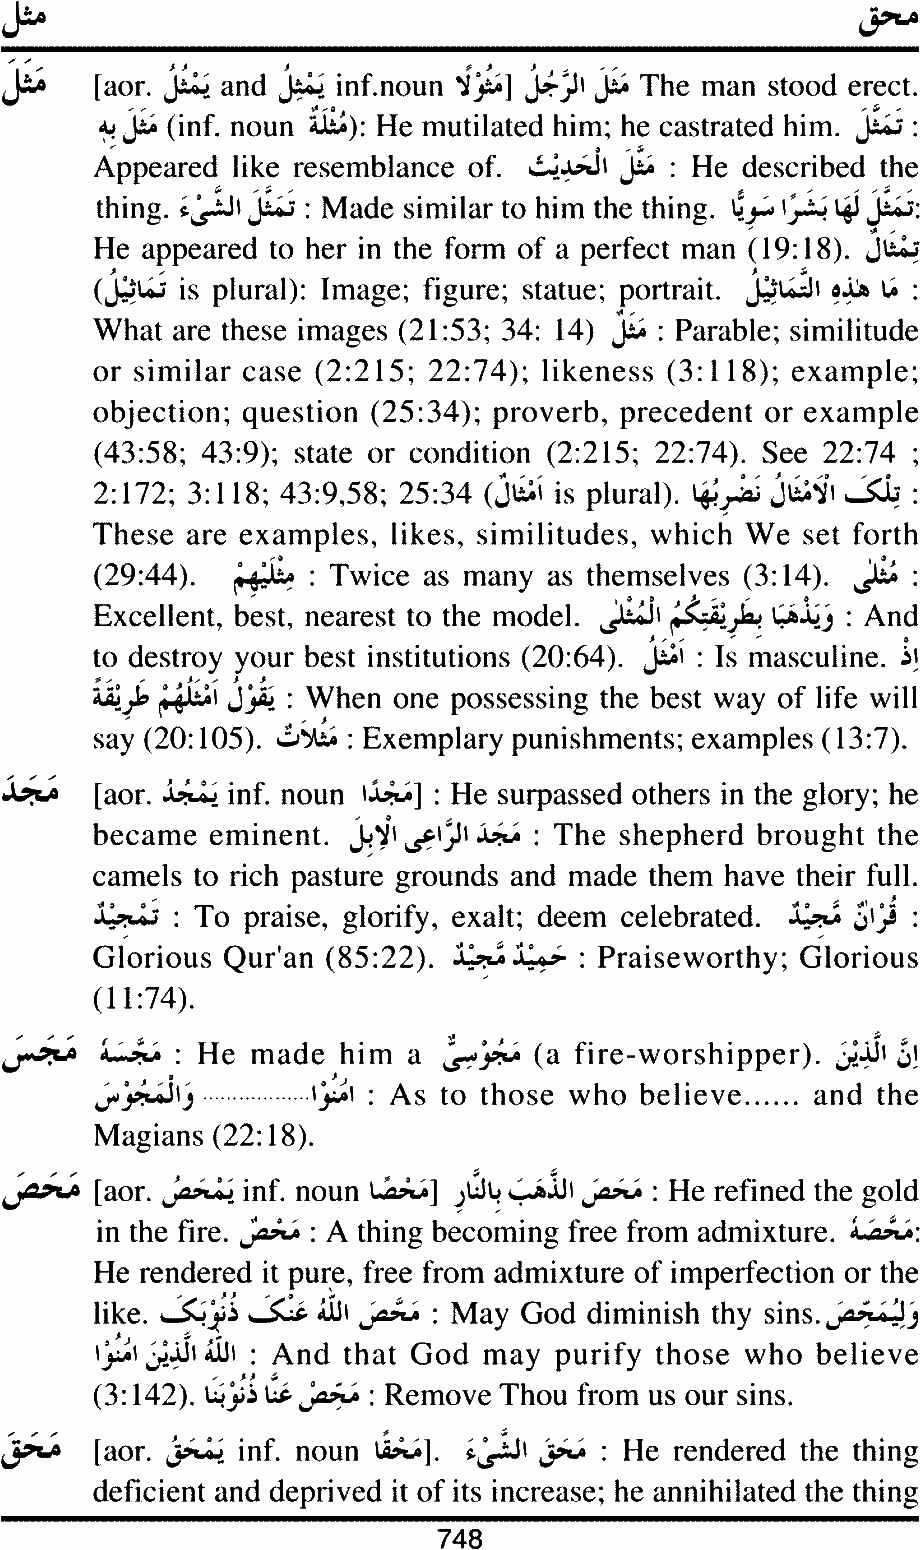 مثل محق
مَثَلَ [aor. يَمْثُلُ and يَمْثِلُ inf.noun مَثُوْلًا] مَثَلَ الرَّجُلُ The man stood erect.
مَثَلَ بِهٖ (inf. noun مُثْلَةً): He mutilated him; he castrated him. تَمَثَّلَ :
Appeared like resemblance of. مَثَّلَ الْحَدِيْثَ : He described the
thing. تَمَثَّلَ الشَّيْءَ : Made similar to him the thing. تَمَثَّلَ لَهَا بَشَرًا سَوِيًّا:
He appeared to her in the form of a perfect man (19:18). تِمْثَالٌ
(تَمَاثِيْلُ is plural): Image; figure; statue; portrait. مَا هٰذِهِ التَّمَاثِيْلُ :
What are these images (21:53; 34: 14) مَثَلٌ : Parable; similitude
or similar case (2:215; 22:74); likeness (3:118); example;
objection; question (25:34); proverb, precedent or example
(43:58; 43:9); state or condition (2:215; 22:74). See 22:74 ;
2:172; 3:118; 43:9,58; 25:34 (اَمْثَالٌ is plural). تِلْكَ الْاَمْثَالُ نَضْرِبُهَا :
These are examples, likes, similitudes, which We set forth
(29:44). مِثْلَيْهِمْ : Twice as many as themselves (3:14). مُثْلٰى :
Excellent, best, nearest to the model. وَيَذْهَبَا بِطَرِيْقَتِكُمُ الْمُثْلٰى : And
to destroy your best institutions (20:64). اَمْثَلُ : Is masculine. اِذْ
يَقُوْلُ اَمْثَلُهُمْ طَرِيْقَةً : When one possessing the best way of life will
say (20:105). مَثُلَاتٌ : Exemplary punishments; examples (13:7).
مَجَدَ [aor. يَمْجُدُ inf. noun مَجْدًا] : He surpassed others in the glory; he
became eminent. مَجَدَ الرَّاعِى الْاِبِلَ : The shepherd brought the
camels to rich pasture grounds and made them have their full.
تَمْجِيْدٌ : To praise, glorify, exalt; deem celebrated. قُرْاٰنٌ مَّجِيْدٌ :
Glorious Qur'an (85:22). حَمِيْدٌ مَّجِيْدٌ : Praiseworthy; Glorious
(11:74).
مَجَسَ مَجَّسَهٗ : He made him a مَجُوْسِيٌّ (a fire-worshipper). اِنَّ الَّذِيْنَ
اٰمَنُوْا.................وَالْمَجُوْسَ : As to those who believe...... and the
Magians (22:18).
مَحَصَ [aor. يَمْحَصُ inf. noun مَحْصًا] مَحَصَ الذَّهَبَ بِالنَّارِ : He refined the gold
in the fire. مَحْصٌ : A thing becoming free from admixture. مَحَّصَهٗ:
He rendered it pure, free from admixture of imperfection or the
like. مَحَّصَ اللّٰهُ عَنْكَ ذُنُوْبَكَ : May God diminish thy sins. وَلِيُمَحِّصَ
اللّٰهُ الَّذِيْنَ اٰمَنُوْا : And that God may purify those who believe
(3:142). مَحِّصْ عَنَّا ذُنُوْبَنَا : Remove Thou from us our sins.
مَحَقَ [aor. يَمْحَقُ inf. noun مَحْقًا]. مَحَقَ الشَّيْءَ : He rendered the thing
deficient and deprived it of its increase; he annihilated the thing
748